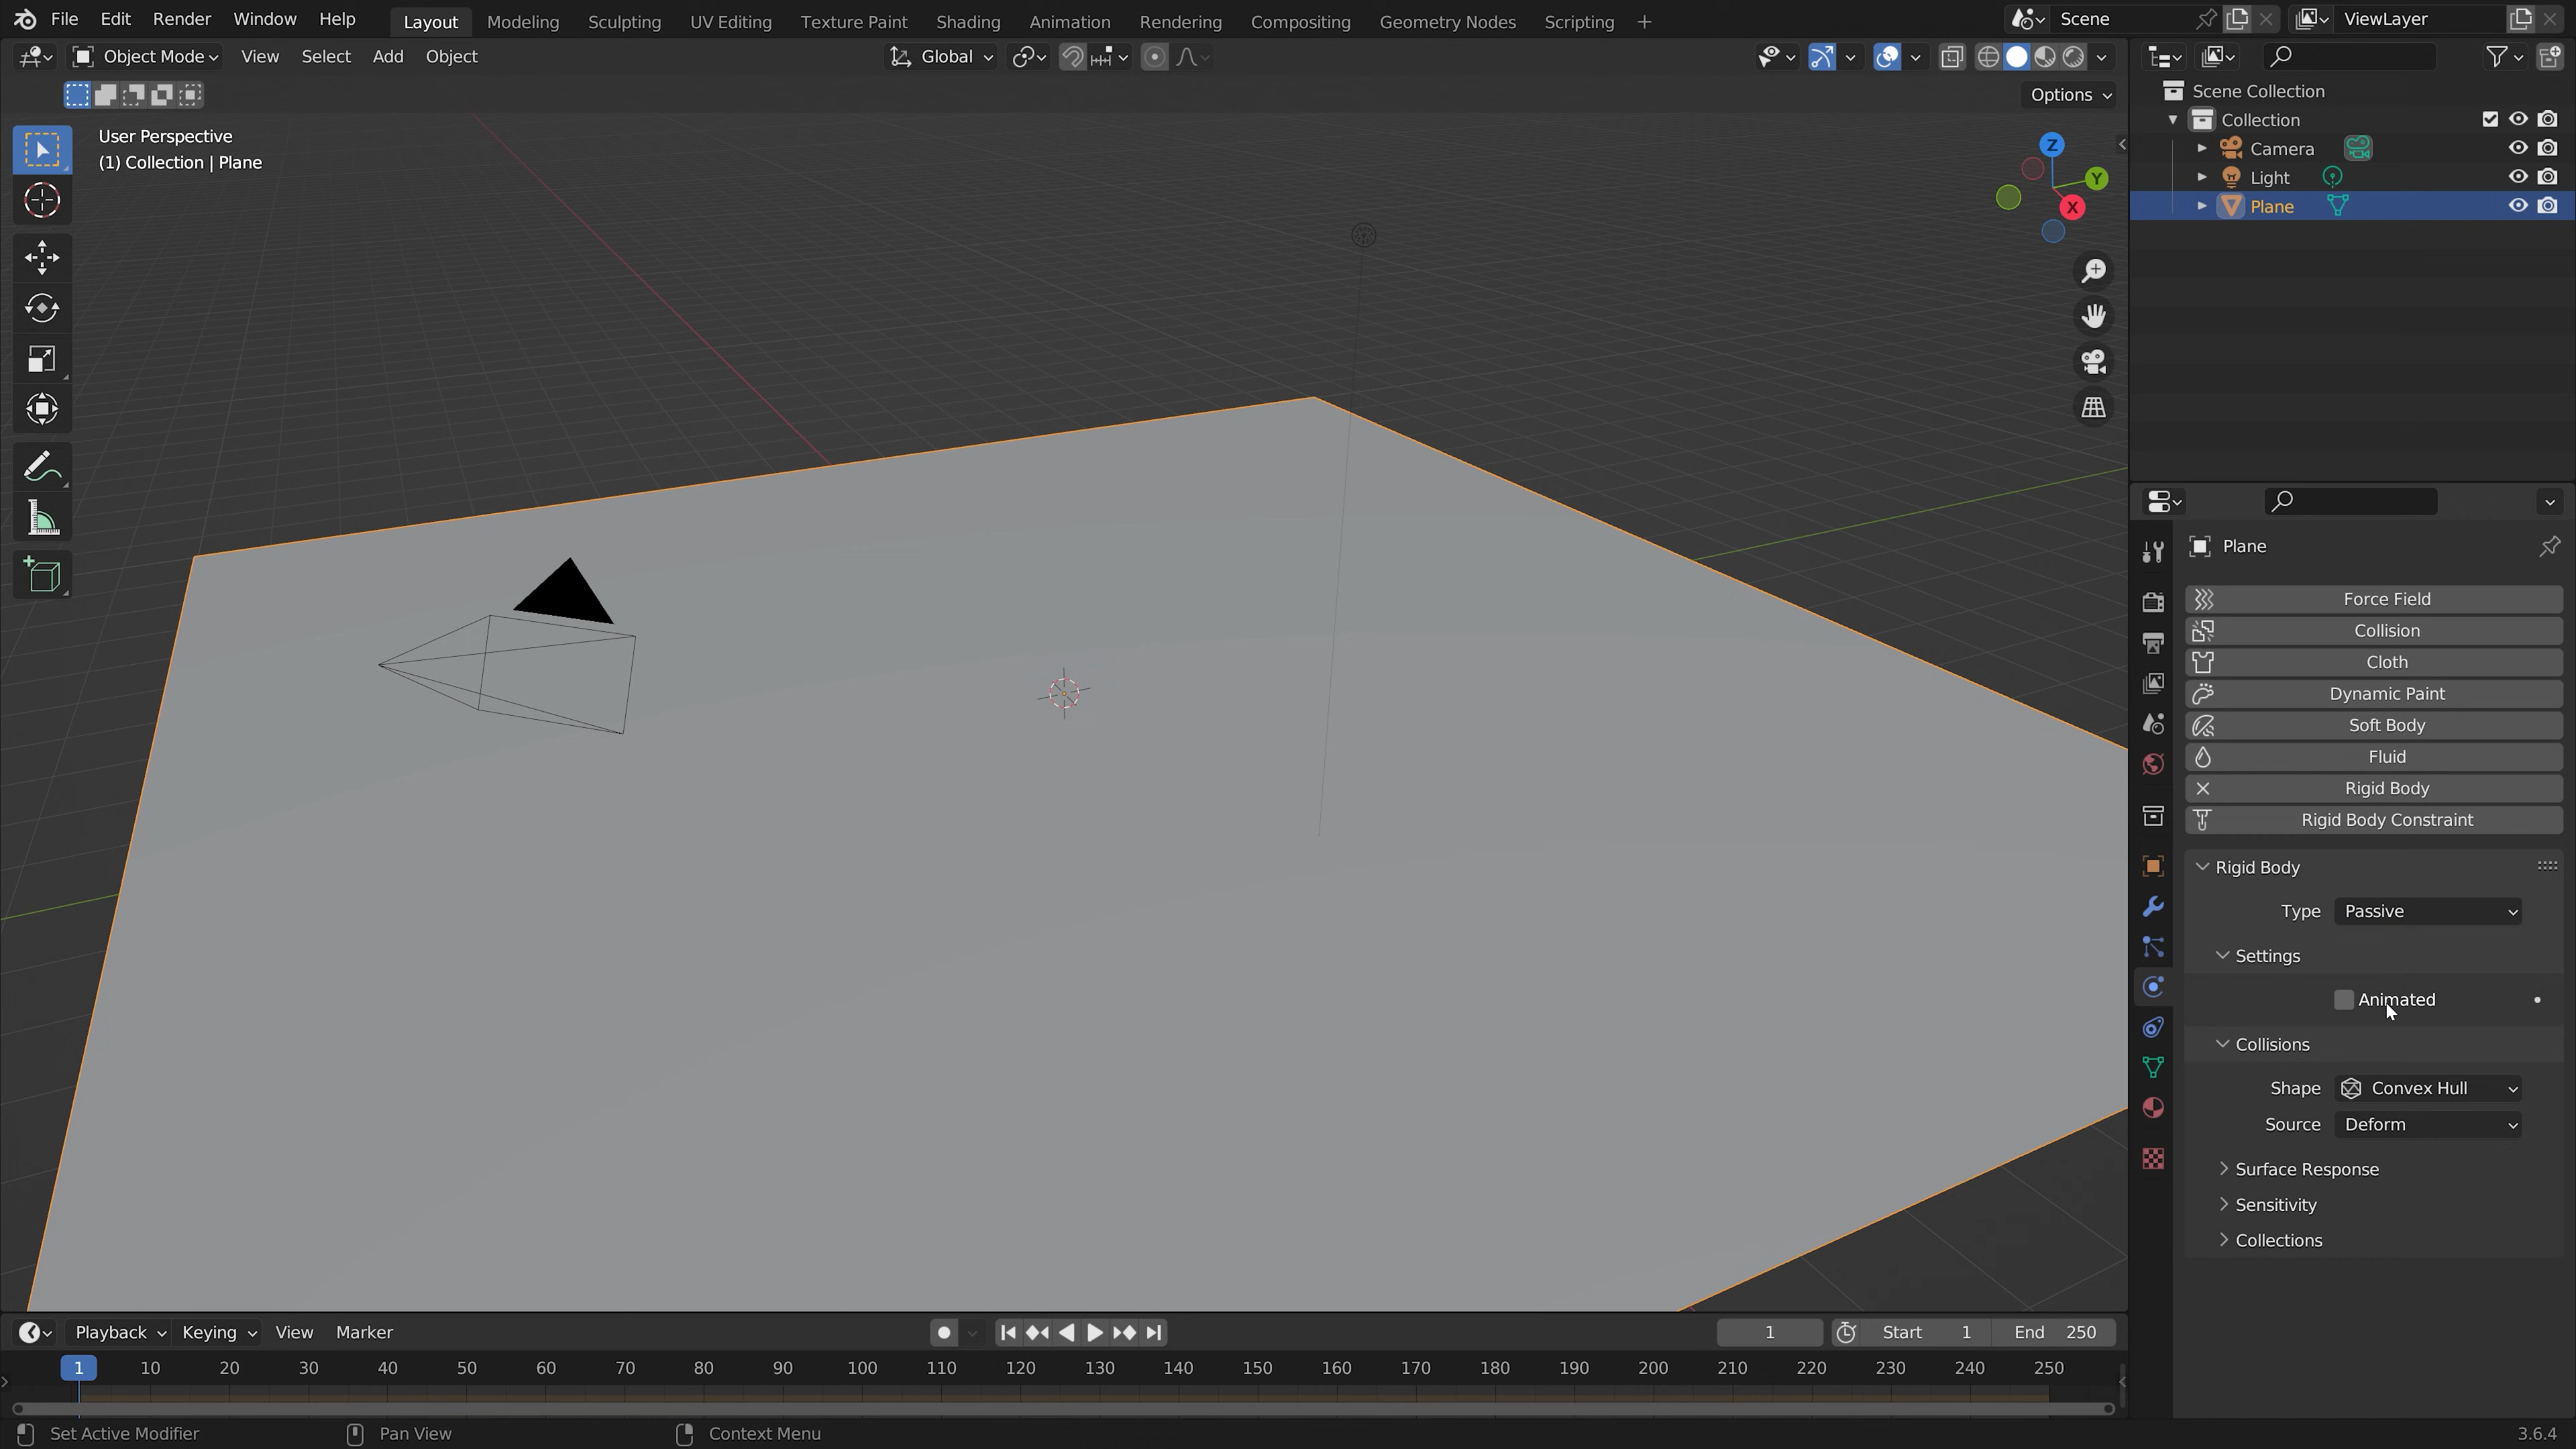 File Edit Render Window Help Layout Modeling Sculpting UV Editing Texture Paint Shading Animation Rendering Compositing Geometry Nodes Scripting + Scene ViewLayer
Object Mode View Select Add Object Global
Options
User Perspective
(1) Collection | Plane
Z
Y
X
Scene Collection
Collection
Camera
Light
Plane
Plane
Force Field
Collision
Cloth
Dynamic Paint
Soft Body
Fluid
Rigid Body
Rigid Body Constraint
Rigid Body
Type Passive
Settings
Animated
Collisions
Shape Convex Hull
Source Deform
Surface Response
Sensitivity
Collections
Playback Keying View Marker 1 Start 1 End 250
1 10 20 30 40 50 60 70 80 90 100 110 120 130 140 150 160 170 180 190 200 210 220 230 240 250
Set Active Modifier Pan View Context Menu 3.6.4